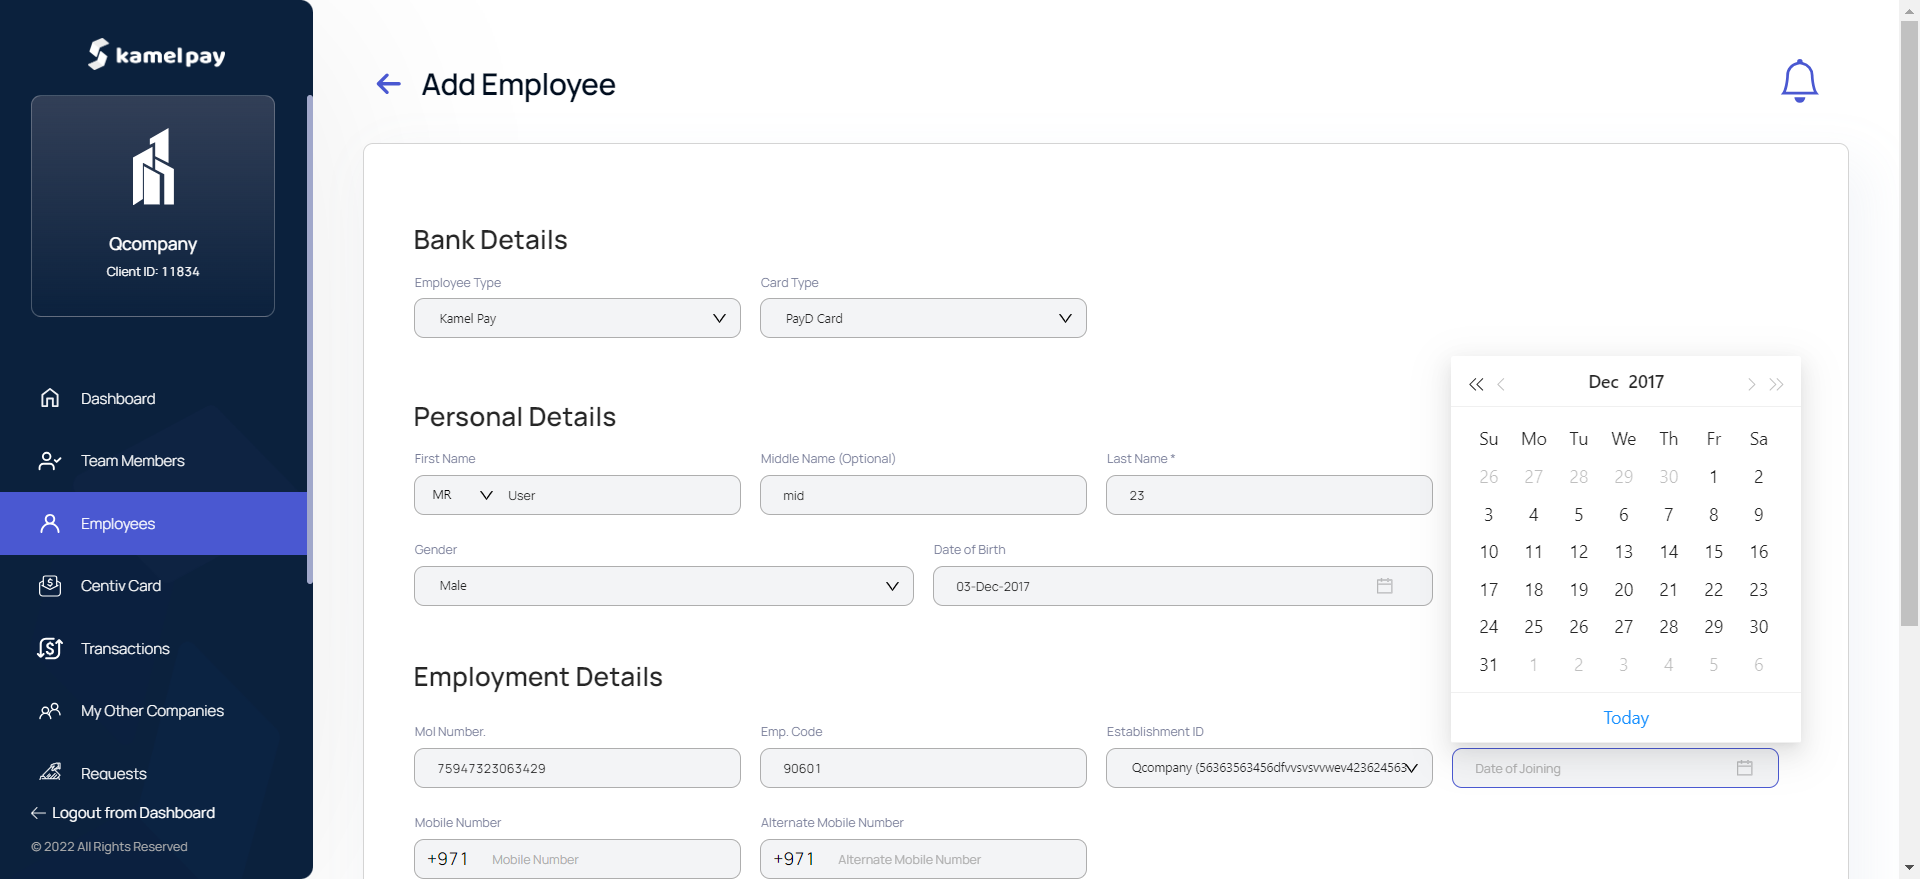 kamelpay
Qcompany
Client ID: 11834
Dashboard
Team Members
Employees
Centiv Card
Transactions
My Other Companies
Requests
Logout from Dashboard
© 2022 All Rights Reserved
Add Employee
Bank Details
Employee Type Card Type
Kamel Pay PayD Card
Personal Details
First Name Middle Name (Optional) Last Name *
MR User mid 23
Gender Date of Birth
Male 03-Dec-2017
Employment Details
Mol Number. Emp. Code Establishment ID
75947323063429 90601 Qcompany (56363563456dfvvsvsvvwev423624563 Date of Joining
Mobile Number Alternate Mobile Number
+971 Mobile Number +971 Alternate Mobile Number
Dec 2017
Su Mo Tu We Th Fr Sa
26 27 28 29 30 1 2
3 4 5 6 7 8 9
10 11 12 13 14 15 16
17 18 19 20 21 22 23
24 25 26 27 28 29 30
31 1 2 3 4 5 6
Today